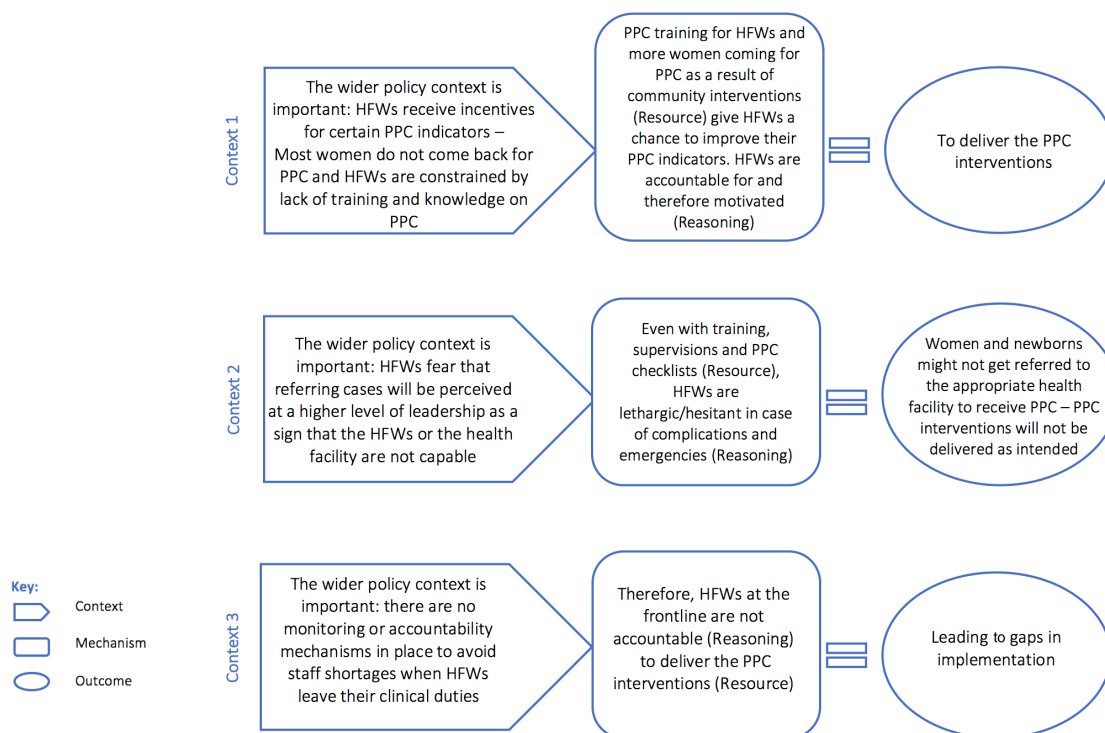 Context 1
The wider policy context is
important: HFWs receive incentives
for certain PPC indicators –
Most women do not come back for
PPC and HFWs are constrained by
lack of training and knowledge on
PPC
PPC training for HFWs and
more women coming for
PPC as a result of
community interventions
(Resource) give HFWs a
chance to improve their
PPC indicators. HFWs are
accountable for and
therefore motivated
(Reasoning)
To deliver the PPC
interventions
Context 2
The wider policy context is
important: HFWs fear that
referring cases will be perceived
at a higher level of leadership as a
sign that the HFWs or the health
facility are not capable
Even with training,
supervisions and PPC
checklists (Resource),
HFWs are
lethargic/hesitant in case
of complications and
emergencies (Reasoning)
Women and newborns
might not get referred to
the appropriate health
facility to receive PPC – PPC
interventions will not be
delivered as intended
Context 3
The wider policy context is
important: there are no
monitoring or accountability
mechanisms in place to avoid
staff shortages when HFWs
leave their clinical duties
Therefore, HFWs at the
frontline are not
accountable (Reasoning)
to deliver the PPC
interventions (Resource)
Leading to gaps in
implementation
Key:
Context
Mechanism
Outcome